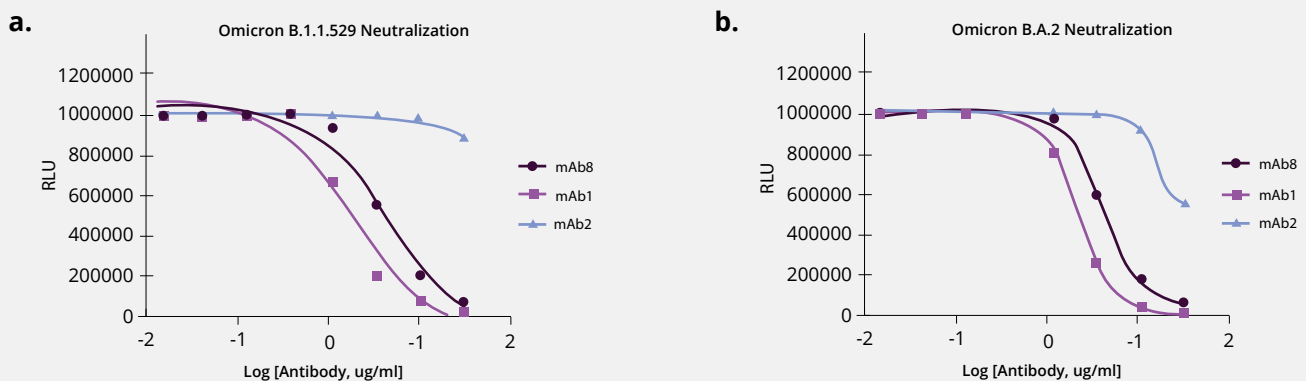 a.
Omicron B.1.1.529 Neutralization
RLU
1200000
1000000
800000
600000
400000
200000
0
-2
-1
0
-1
2
Log [Antibody, ug/ml]
mAb8
mAb1
mAb2
b.
Omicron B.A.2 Neutralization
RLU
1200000
1000000
800000
600000
400000
200000
0
-2
-1
0
-1
2
Log [Antibody, ug/ml]
mAb8
mAb1
mAb2